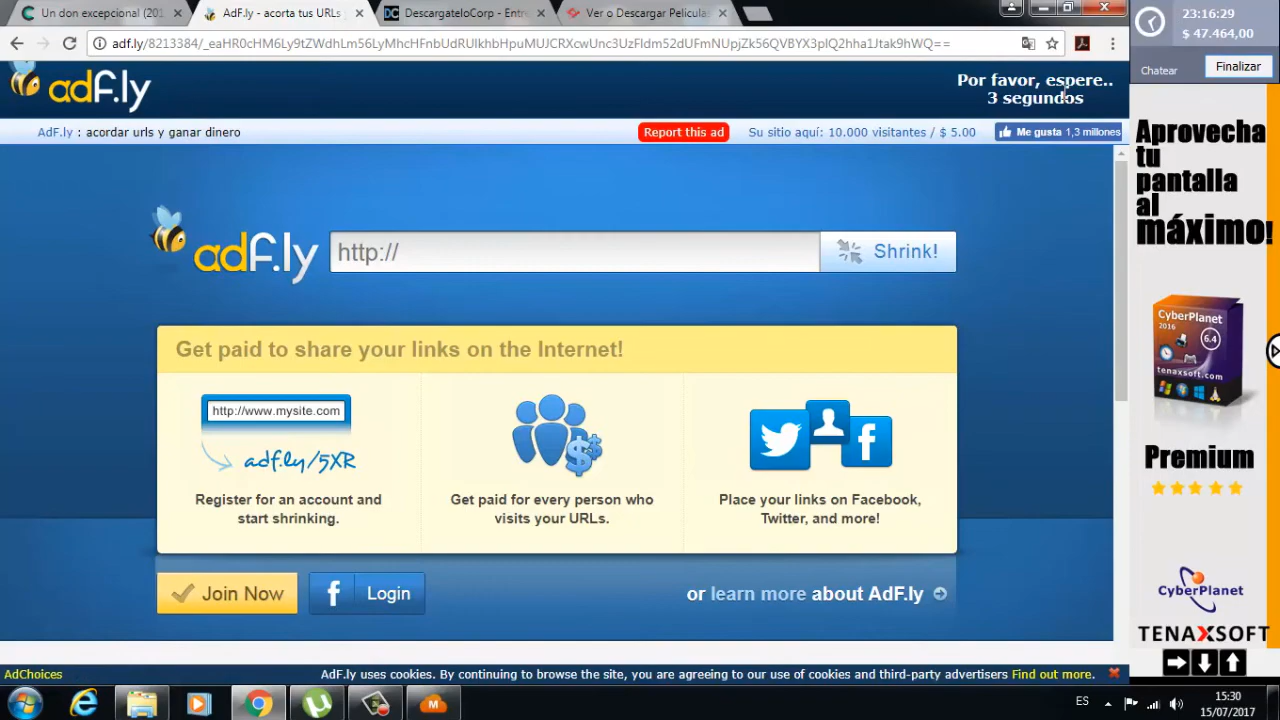 Un don excepcional (201
AdF.ly - acorta tus URLs y
DescargateloCorp - Entre
Ver o Descargar Peliculas
adf.ly/8213384/
Por favor, espere..
3 segundos
adf.ly
AdF.ly : acordar urls y ganar dinero
Report this ad
Su sitio aquí: 10.000 visitantes / $ 5.00
Me gusta 1,3 millones
adf.ly
http://
Shrink!
Get paid to share your links on the Internet!
http://www.mysite.com
adf.ly/5XR
Register for an account and
start shrinking.
Get paid for every person who
visits your URLs.
Place your links on Facebook,
Twitter, and more!
Join Now
Login
or learn more about AdF.ly
AdChoices
AdF.ly uses cookies. By continuing to browse the site, you are agreeing to our use of cookies and third-party advertisers Find out more.
23:16:29
$ 47.464,00
Chatear
Finalizar
Aprovecha
tu
pantalla
al
máximo!
CyberPlanet
2016
6.4
tenaxsoft.com
Premium
CyberPlanet
TENAXSOFT
ES
15:30
15/07/2017